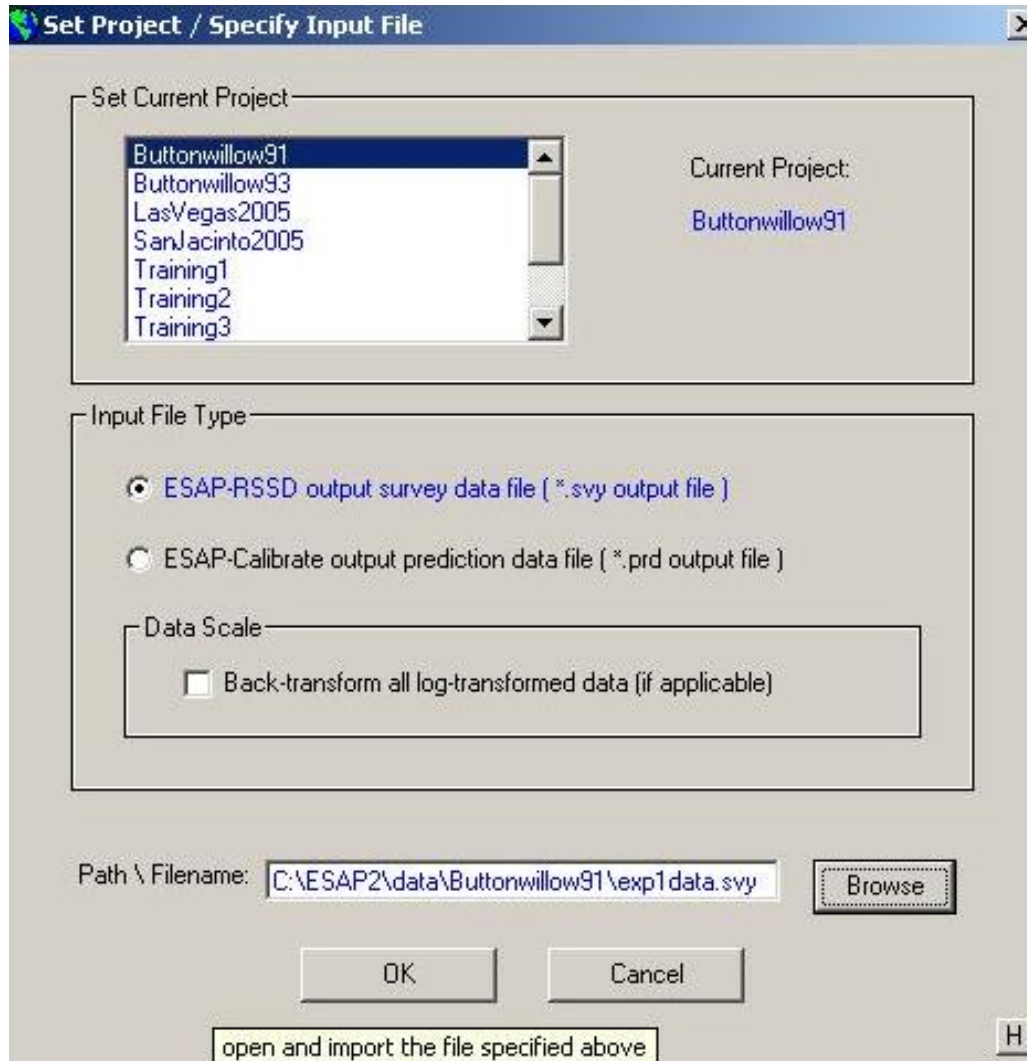 Set Project / Specify Input File
Set Current Project
Buttonwillow91
Buttonwillow93
LasVegas2005
SanJacinto2005
Training1
Training2
Training3
Current Project:
Buttonwillow91
Input File Type
ESAP-RSSD output survey data file ( *.svy output file )
ESAP-Calibrate output prediction data file ( *.prd output file )
Data Scale
Back-transform all log-transformed data (if applicable)
Path \ Filename: C:\ESAP2\data\Buttonwillow91\exp1data.svy Browse
OK Cancel
open and import the file specified above
H